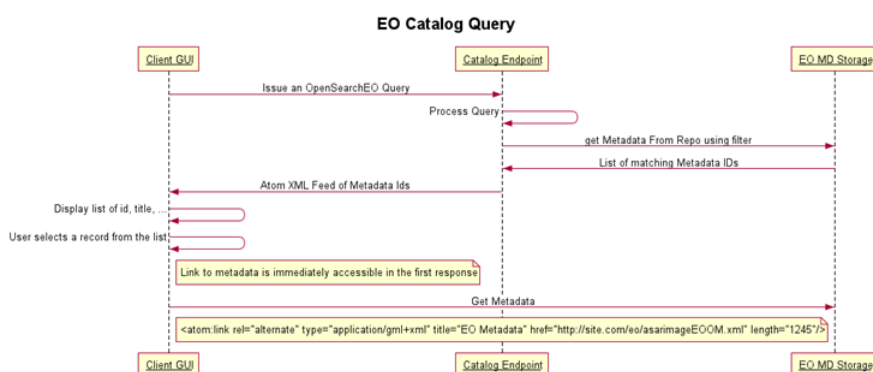 EO Catalog Query
Client GUI
Catalog Endpoint
EO MD Storage
Issue an OpenSearchEO Query
Process Query
get Metadata From Repo using filter
List of matching Metadata IDs
Atom XML Feed of Metadata Ids
Display list of id, title, ...
User selects a record from the list
Link to metadata is immediately accessible in the first response
Get Metadata
<atom:link rel="alternate" type="application/gml+xml" title="EO Metadata" href="http://site.com/eo/asarimageEOOM.xml" length="1245"/>
Client GUI
Catalog Endpoint
EO MD Storage